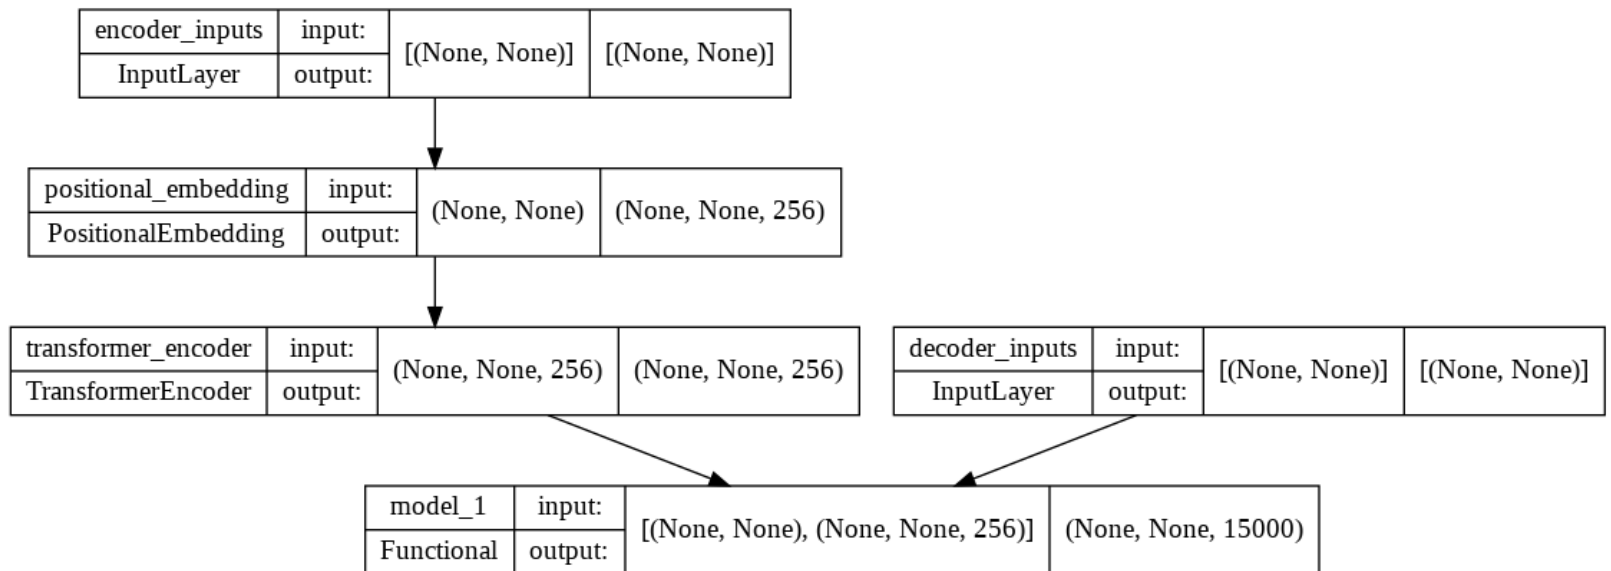 encoder_inputs input: [(None, None)] [(None, None)]
InputLayer output:
positional_embedding input: (None, None) (None, None, 256)
PositionalEmbedding output:
transformer_encoder input: (None, None, 256) (None, None, 256)
TransformerEncoder output:
decoder_inputs input: [(None, None)] [(None, None)]
InputLayer output:
model_1 input: [(None, None), (None, None, 256)] (None, None, 15000)
Functional output: